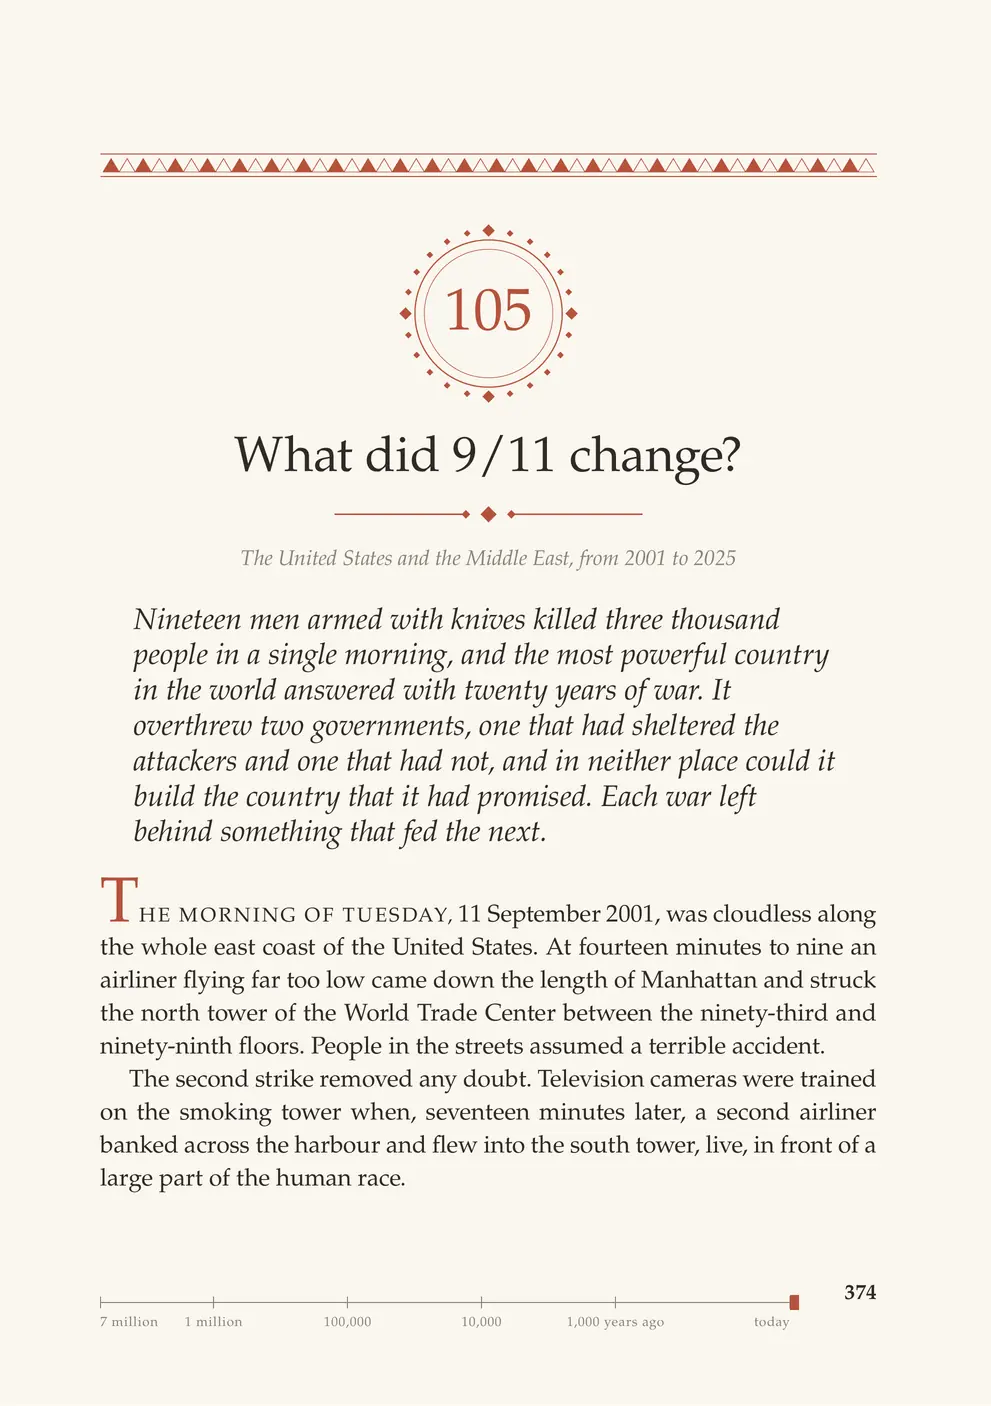 105
What did 9/11 change?
The United States and the Middle East, from 2001 to 2025
Nineteen men armed with knives killed three thousand
people in a single morning, and the most powerful country
in the world answered with twenty years of war. It
overthrew two governments, one that had sheltered the
attackers and one that had not, and in neither place could it
build the country that it had promised. Each war left
behind something that fed the next.
THE MORNING OF TUESDAY, 11 September 2001, was cloudless along
the whole east coast of the United States. At fourteen minutes to nine an
airliner flying far too low came down the length of Manhattan and struck
the north tower of the World Trade Center between the ninety-third and
ninety-ninth floors. People in the streets assumed a terrible accident.
The second strike removed any doubt. Television cameras were trained
on the smoking tower when, seventeen minutes later, a second airliner
banked across the harbour and flew into the south tower, live, in front of a
large part of the human race.
374
7 million 1 million 100,000 10,000 1,000 years ago today